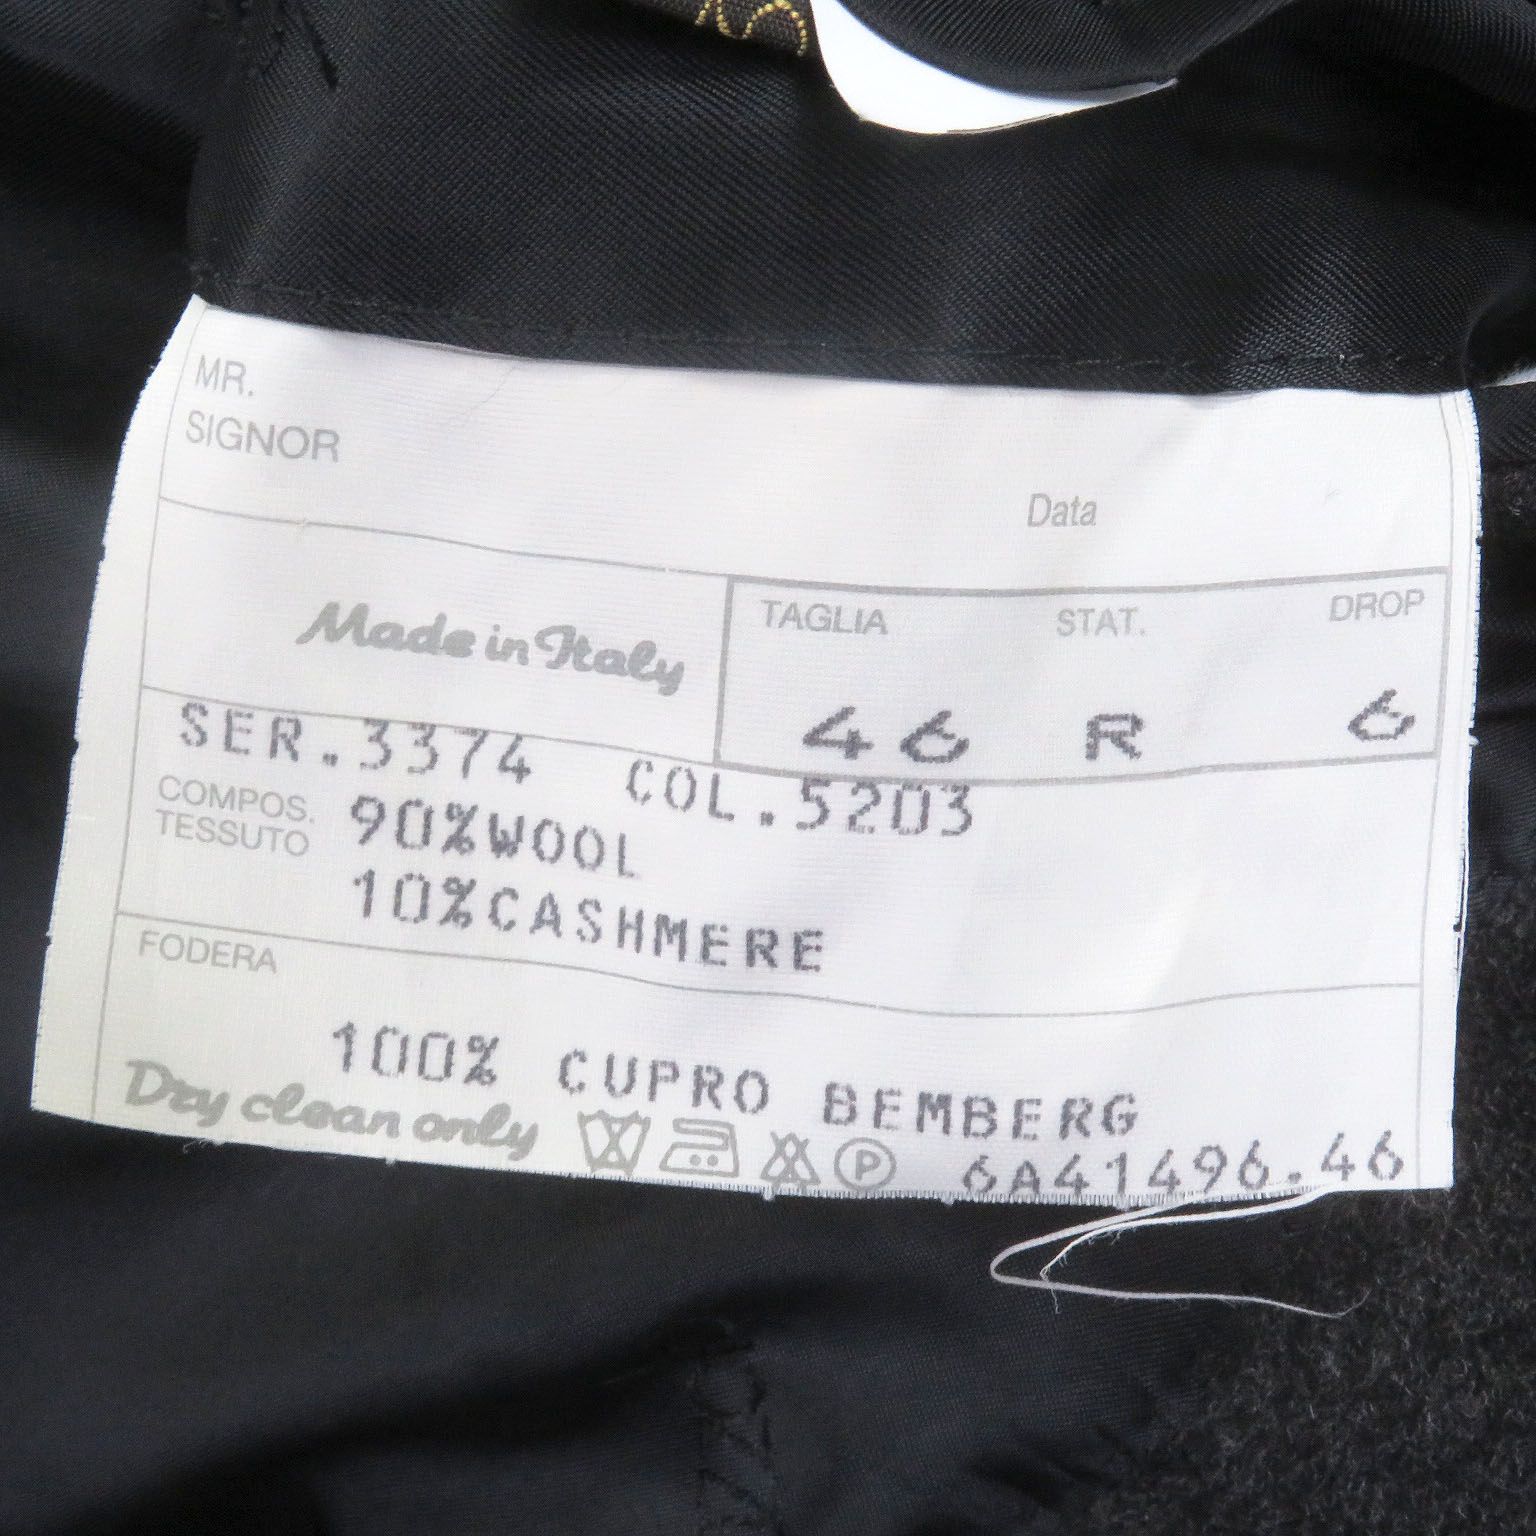 MR.
SIGNOR
Data
Made in Italy
TAGLIA STAT. DROP
46 R 6
SER.3374 COL.5203
COMPOS.
TESSUTO
90%WOOL
10%CASHMERE
FODERA
100% CUPRO BEMBERG
Dry clean only
P
6A41496.46